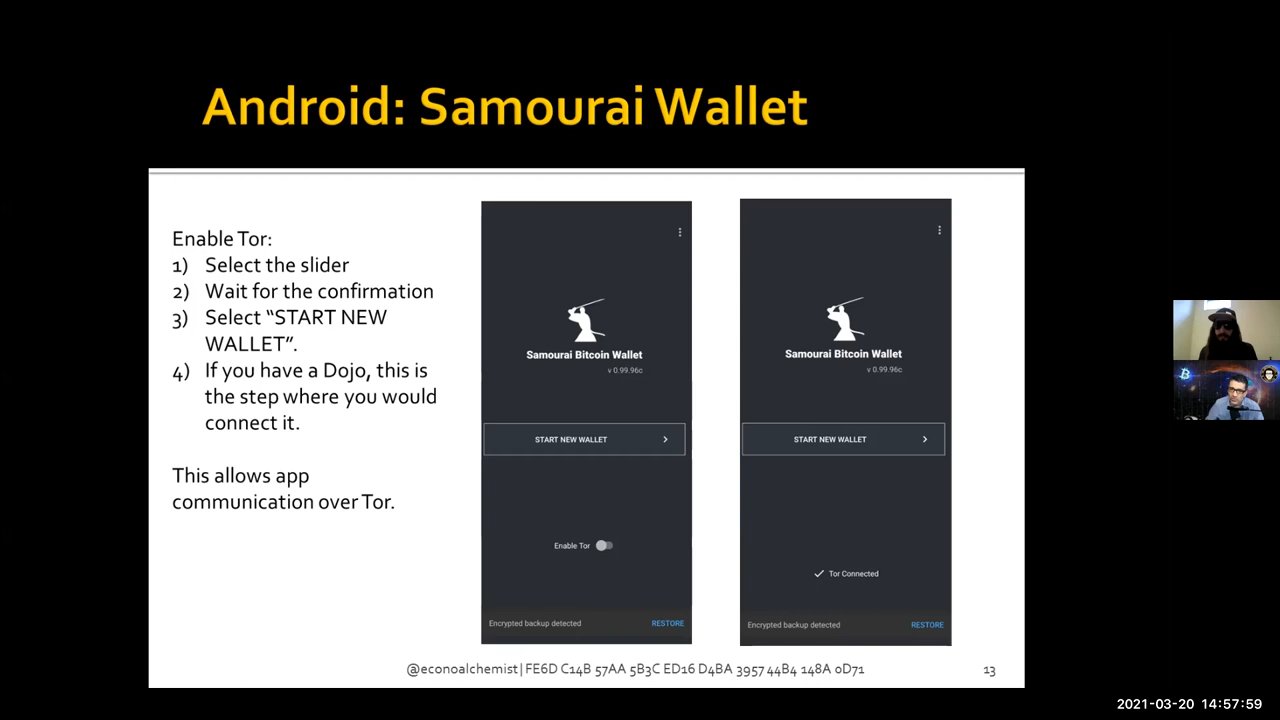 Android: Samourai Wallet
Enable Tor:
1) Select the slider
2) Wait for the confirmation
3) Select “START NEW
WALLET”.
4) If you have a Dojo, this is
the step where you would
connect it.
This allows app
communication over Tor.
Samourai Bitcoin Wallet
v 0.99.96c
START NEW WALLET
Enable Tor
Encrypted backup detected RESTORE
Samourai Bitcoin Wallet
v 0.99.96c
START NEW WALLET
Tor Connected
Encrypted backup detected RESTORE
@econoalchemist| FE6D C14B 57AA 5B3C ED16 D4BA 3957 44B4 148A 0D71
13
2021-03-20 14:57:59